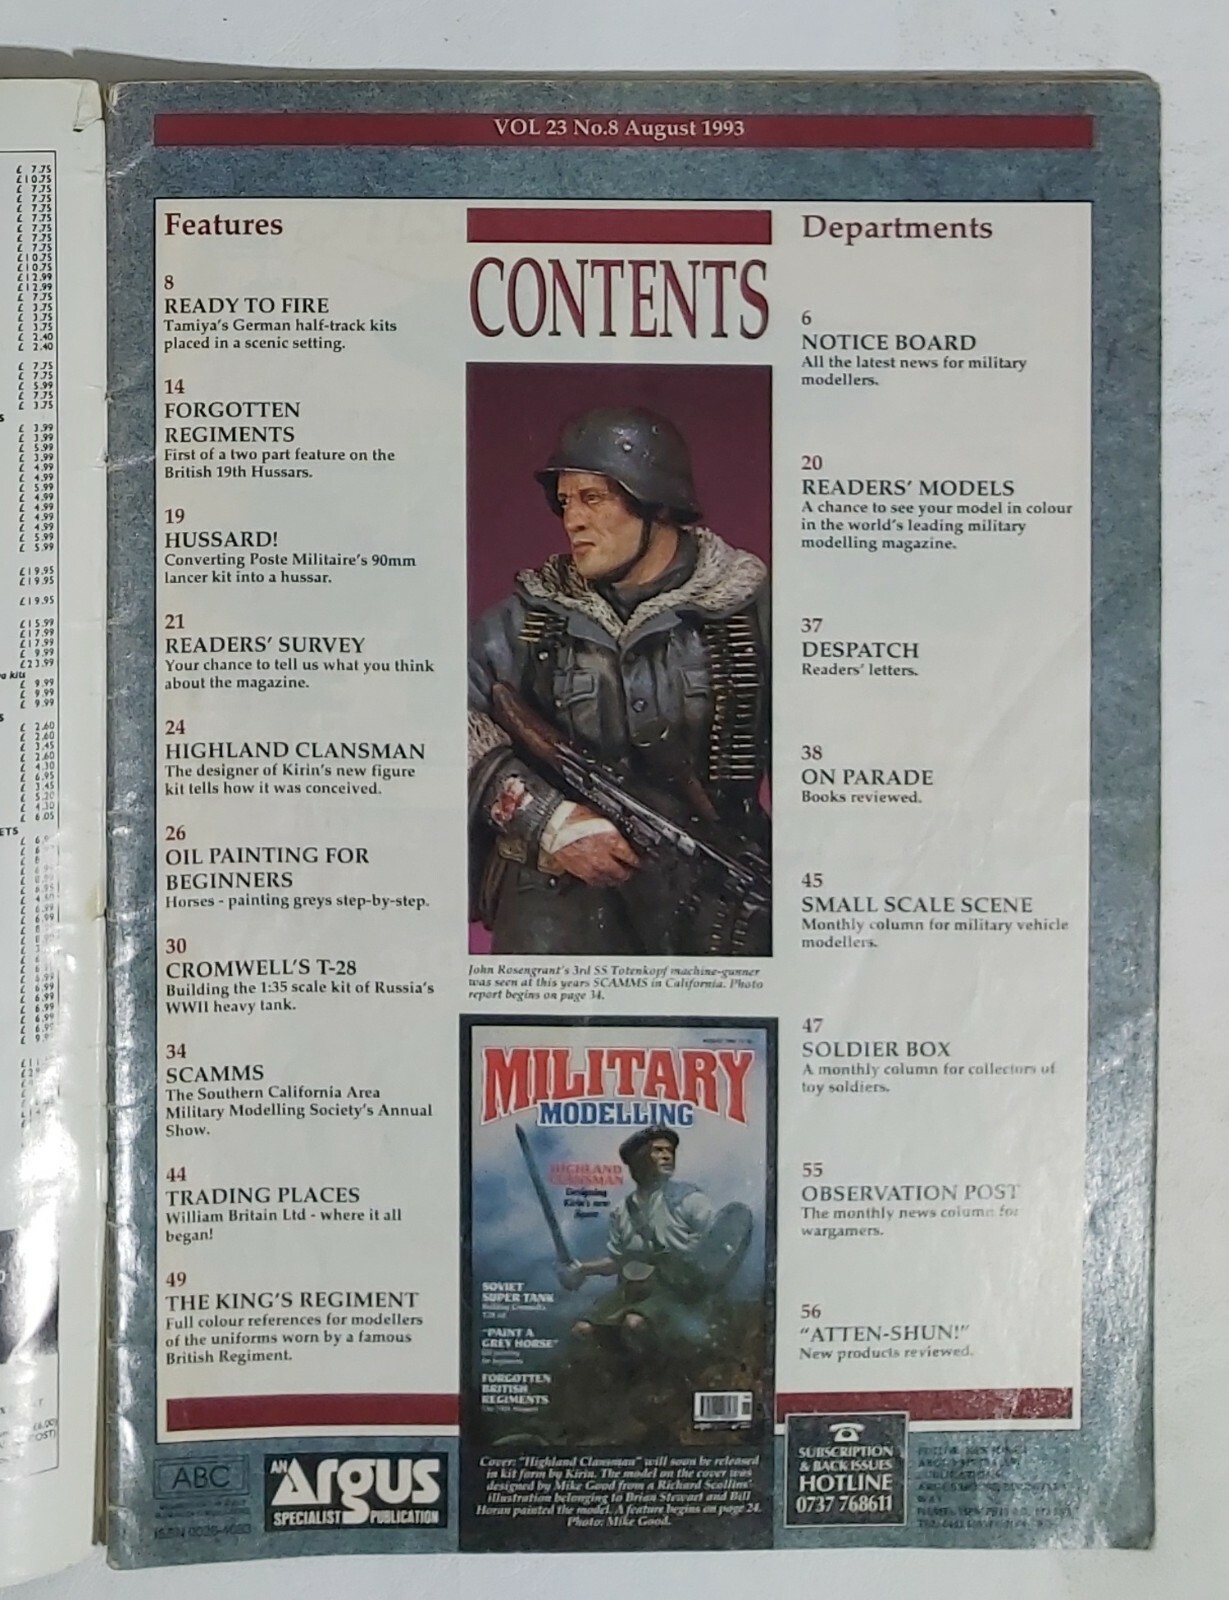 VOL 23 No.8 August 1993
Features
8
READY TO FIRE
Tamiya's German half-track kits
placed in a scenic setting.
14
FORGOTTEN
REGIMENTS
First of a two part feature on the
British 19th Hussars.
19
HUSSARD!
Converting Poste Militaire's 90mm
lancer kit into a hussar.
21
READERS' SURVEY
Your chance to tell us what you think
about the magazine.
24
HIGHLAND CLANSMAN
The designer of Kirin's new figure
kit tells how it was conceived.
26
OIL PAINTING FOR
BEGINNERS
Horses - painting greys step-by-step.
30
CROMWELL'S T-28
Building the 1:35 scale kit of Russia's
WWII heavy tank.
34
SCAMMS
The Southern California Area
Military Modelling Society's Annual
Show.
44
TRADING PLACES
William Britain Ltd - where it all
began!
49
THE KING'S REGIMENT
Full colour references for modellers
of the uniforms worn by a famous
British Regiment.
CONTENTS
John Rosengrant's 3rd SS Totenkopf machine-gunner
was seen at this years SCAMMS in California. Photo
report begins on page 34.
MILITARY
MODELLING
HIGHLAND
CLANSMAN
Designing
Kirin's new
figure
SOVIET
SUPER TANK
"PAINT A
GREY HORSE"
FORGOTTEN
BRITISH
REGIMENTS
Cover: "Highland Clansman" will soon be released
in kit form by Kirin. The model on the cover was
designed by Mike Good from a Richard Scollins'
illustration belonging to Brian Stewart and Bill
Horan painted the model. A feature begins on page 24.
Photo: Mike Good.
Departments
6
NOTICE BOARD
All the latest news for military
modellers.
20
READERS' MODELS
A chance to see your model in colour
in the world's leading military
modelling magazine.
37
DESPATCH
Readers' letters.
38
ON PARADE
Books reviewed.
45
SMALL SCALE SCENE
Monthly column for military vehicle
modellers.
47
SOLDIER BOX
A monthly column for collectors of
toy soldiers.
55
OBSERVATION POST
The monthly news column for
wargamers.
56
"ATTEN-SHUN!"
New products reviewed.
ABC
AN
Argus
SPECIALIST PUBLICATION
SUBSCRIPTION
& BACK ISSUES
HOTLINE
0737 768611